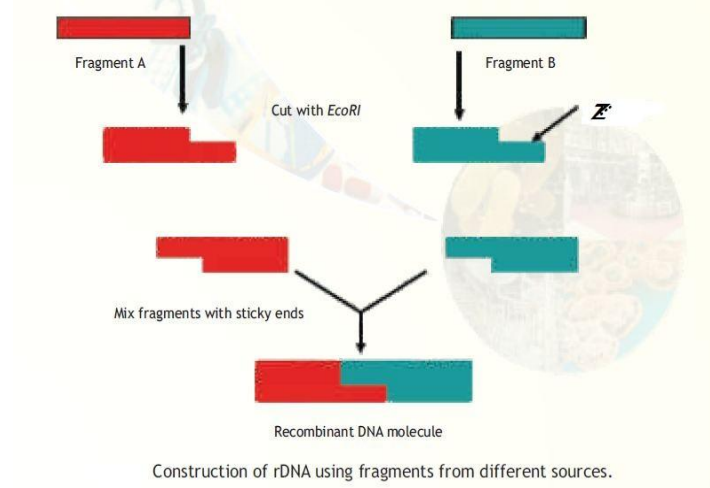 Fragment A
Fragment B
Cut with EcoRI
Z
Mix fragments with sticky ends
Recombinant DNA molecule
Construction of rDNA using fragments from different sources.